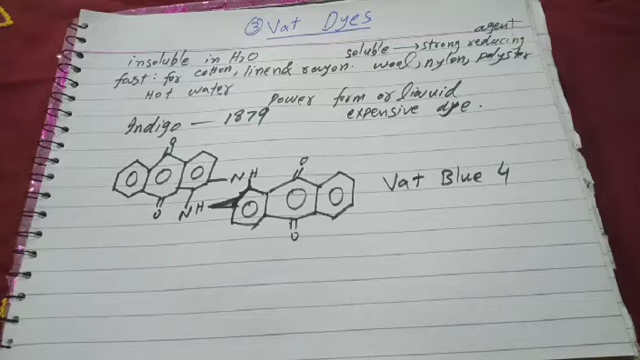 ③ Vat Dyes
insoluble in H₂O soluble → strong reducing agent
fast: for cotton, linen & rayon. wool, nylon, polyster
Hot water
Power form or liquid
Indigo — 1879 expensive dye.
O O
NH
Vat Blue 4
NH
O O